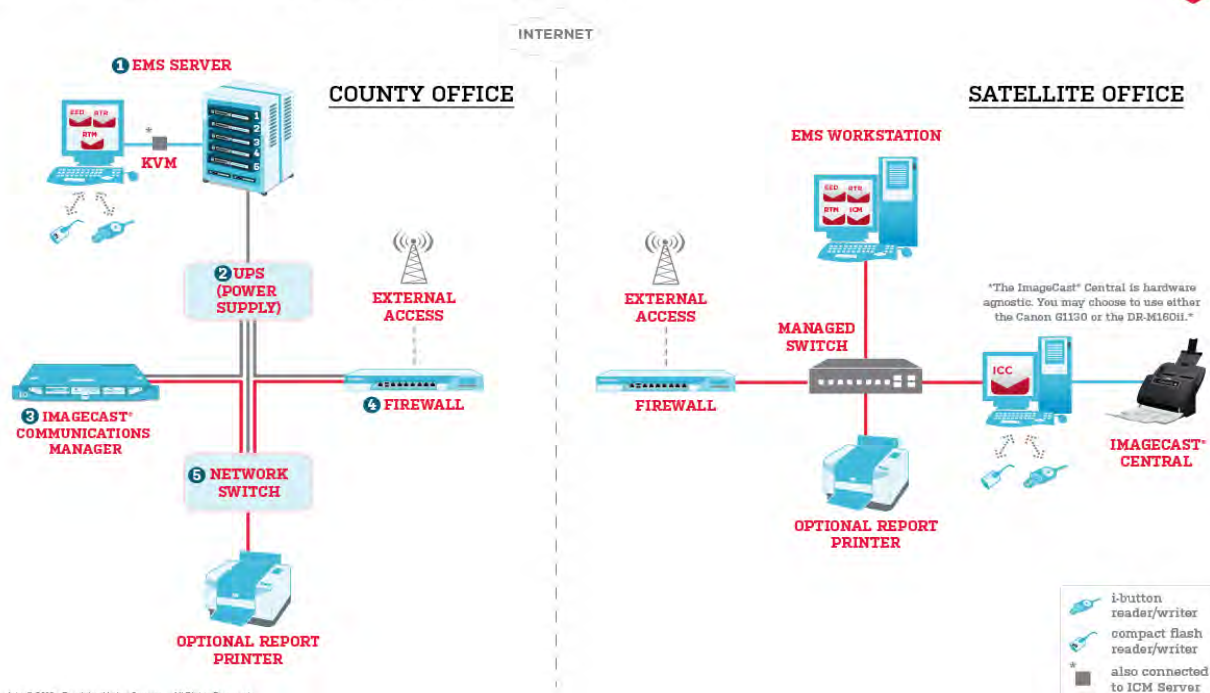 INTERNET
1 EMS SERVER
COUNTY OFFICE
EED RTR
RTM
*
KVM
1
2
3
4
5
2 UPS
(POWER
SUPPLY)
EXTERNAL
ACCESS
3 IMAGECAST®
COMMUNICATIONS
MANAGER
4 FIREWALL
5 NETWORK
SWITCH
OPTIONAL REPORT
PRINTER
SATELLITE OFFICE
EMS WORKSTATION
EED RTR
RTM ICM
EXTERNAL
ACCESS
MANAGED
SWITCH
*The ImageCast® Central is hardware
agnostic. You may choose to use either
the Canon G1130 or the DR-M160ii.*
FIREWALL
ICC
IMAGECAST®
CENTRAL
OPTIONAL REPORT
PRINTER
i-button
reader/writer
compact flash
reader/writer
*
also connected
to ICM Server